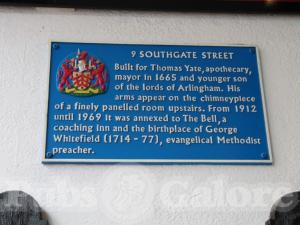 9 SOUTHGATE STREET
Built for Thomas Yate, apothecary,
mayor in 1665 and younger son
of the lords of Arlingham. His
arms appear on the chimneypiece
of a finely panelled room upstairs. From 1912
until 1969 it was annexed to The Bell, a
coaching Inn and the birthplace of George
Whitefield (1714 - 77), evangelical Methodist
preacher.
Pubs Galore